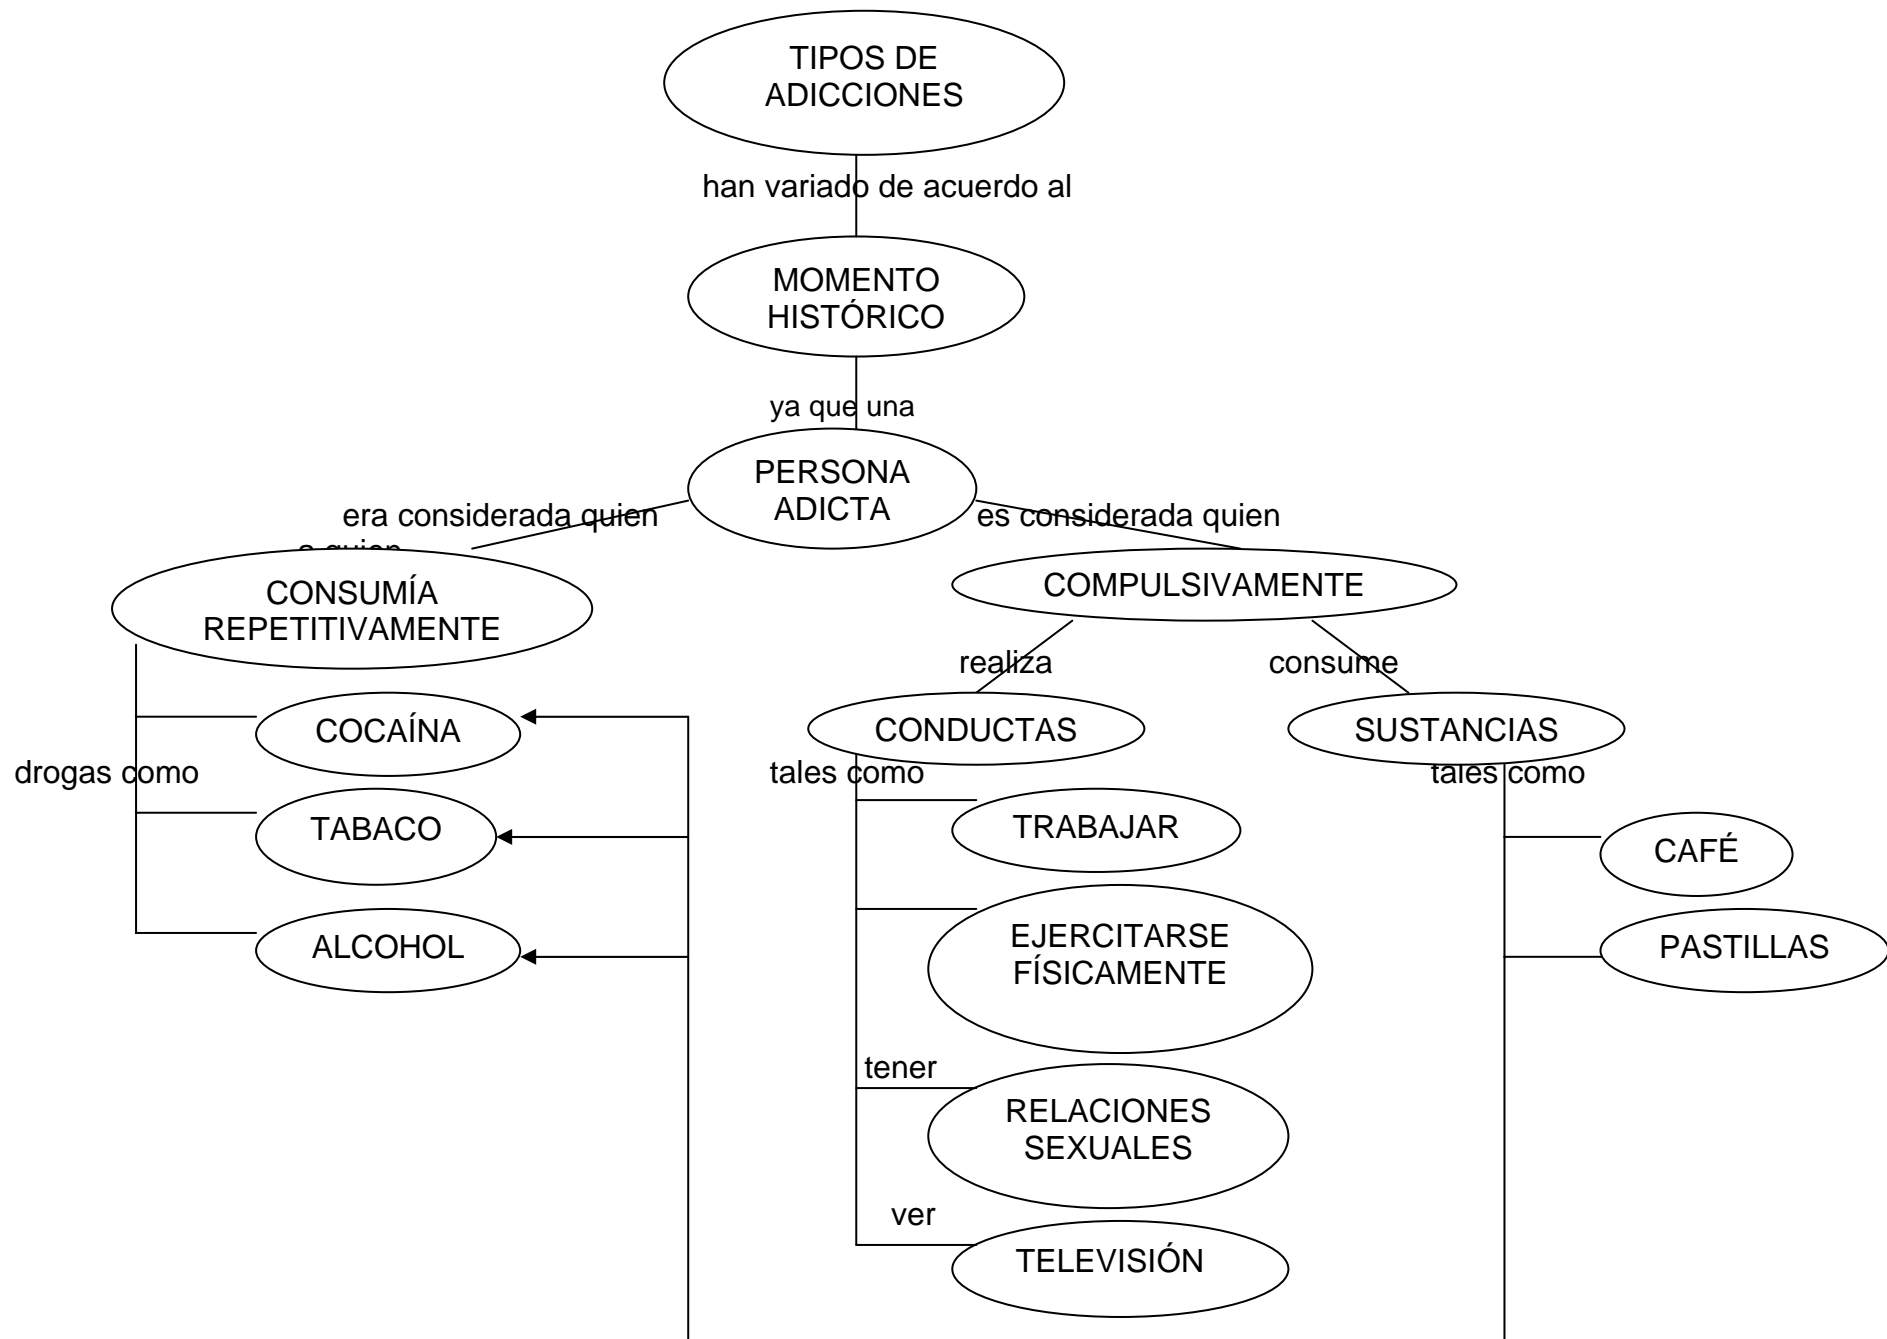 TIPOS DE
ADICCIONES
han variado de acuerdo al
MOMENTO
HISTÓRICO
ya que una
PERSONA
ADICTA
era considerada quien
a quien
es considerada quien
CONSUMÍA
REPETITIVAMENTE
COMPULSIVAMENTE
realiza
consume
COCAÍNA
CONDUCTAS
SUSTANCIAS
drogas como
tales como
tales como
TABACO
TRABAJAR
CAFÉ
ALCOHOL
EJERCITARSE
FÍSICAMENTE
PASTILLAS
tener
RELACIONES
SEXUALES
ver
TELEVISIÓN